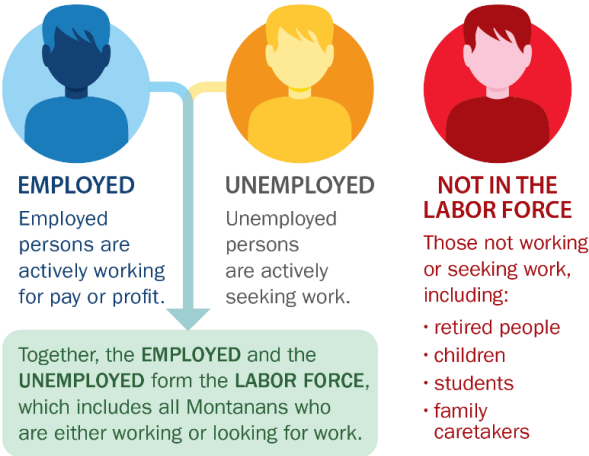 EMPLOYED
Employed
persons are
actively working
for pay or profit.
UNEMPLOYED
Unemployed
persons
are actively
seeking work.
NOT IN THE
LABOR FORCE
Those not working
or seeking work,
including:
· retired people
· children
· students
· family
caretakers
Together, the EMPLOYED and the
UNEMPLOYED form the LABOR FORCE,
which includes all Montanans who
are either working or looking for work.